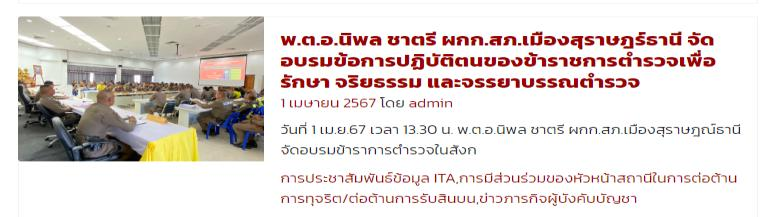 พ.ต.อ.นิพล ชาตรี ผกก.สภ.เมืองสุราษฎร์ธานี จัด
อบรมข้อการปฏิบัติตนของข้าราชการตำรวจเพื่อ
รักษา จริยธรรม และจรรยาบรรณตำรวจ
1 เมษายน 2567 โดย admin
วันที่ 1 เม.ย.67 เวลา 13.30 น. พ.ต.อ.นิพล ชาตรี ผกก.สภ.เมืองสุราษฎณ์ธานี
จัดอบรมข้าราการตำรวจในสังก
การประชาสัมพันธ์ข้อมูล ITA,การมีส่วนร่วมของหัวหน้าสถานีในการต่อต้าน
การทุจริต/ต่อต้านการรับสินบน,ข่าวภารกิจผู้บังคับบัญชา